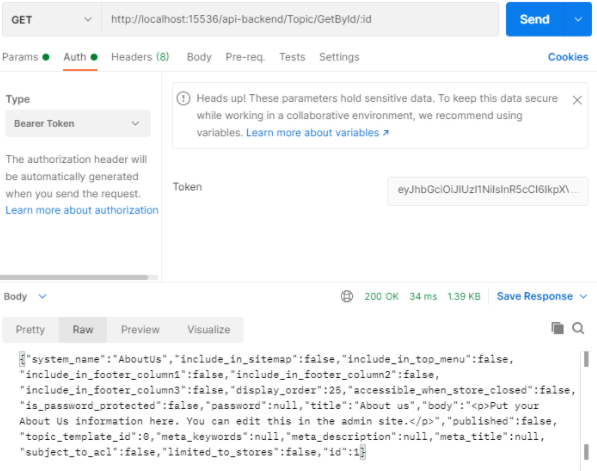 GET
http://localhost:15536/api-backend/Topic/GetById/:id
Send
Params
Auth
Headers (8)
Body
Pre-req.
Tests
Settings
Cookies
Type
Bearer Token
The authorization header will
be automatically generated
when you send the request.
Learn more about authorization
Heads up! These parameters hold sensitive data. To keep this data secure
while working in a collaborative environment, we recommend using
variables. Learn more about variables ↗
Token
eyJhbGciOiJIUzI1NiIsInR5cCI6IkpXV...
Body
200 OK 34 ms 1.39 KB
Save Response
Pretty
Raw
Preview
Visualize
{"system_name":"AboutUs","include_in_sitemap":false,"include_in_top_menu":false,
"include_in_footer_column1":false,"include_in_footer_column2":false,
"include_in_footer_column3":false,"display_order":25,"accessible_when_store_closed":false,
"is_password_protected":false,"password":null,"title":"About us","body":"<p>Put your
About Us information here. You can edit this in the admin site.</p>","published":false,
"topic_template_id":0,"meta_keywords":null,"meta_description":null,"meta_title":null,
"subject_to_acl":false,"limited_to_stores":false,"id":1}